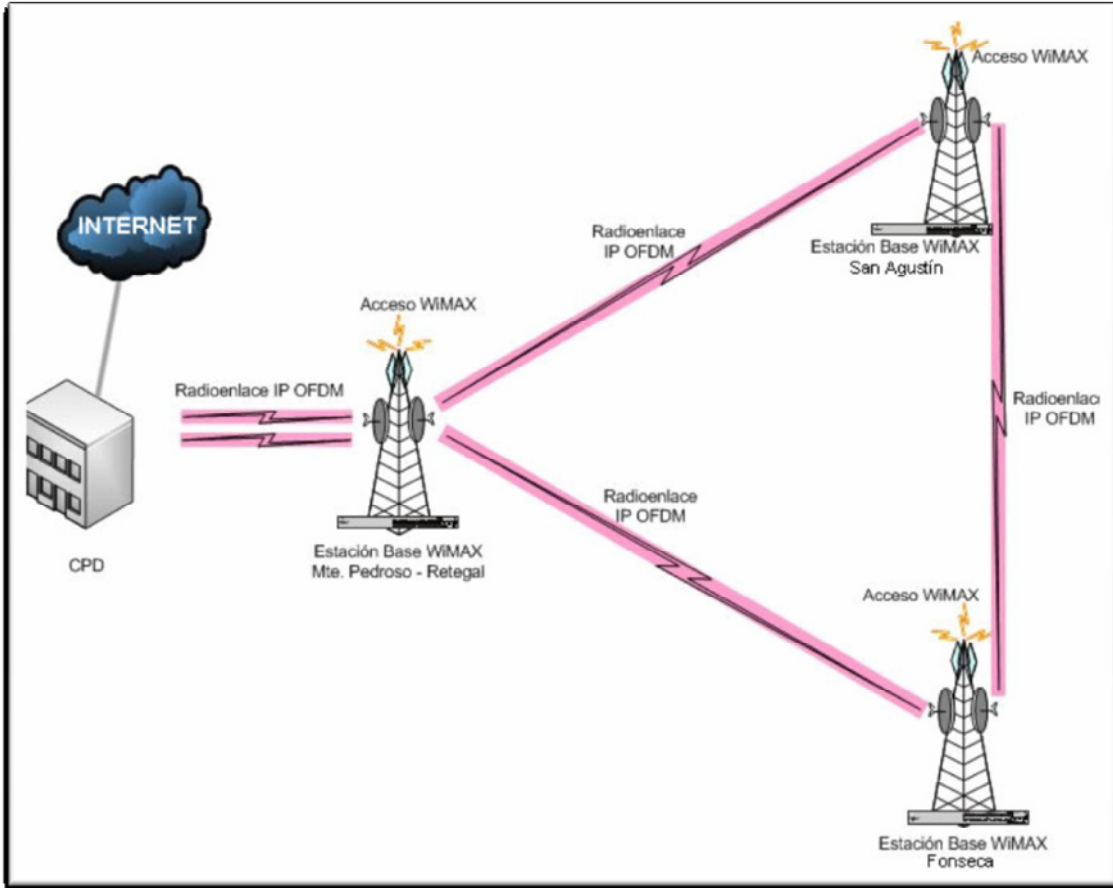 Acceso WiMAX
INTERNET
Radioenlace
IP OFDM
Estación Base WiMAX
San Agustín
Acceso WiMAX
Radioenlace IP OFDM
Radioenlac
IP OFDM
Radioenlace
IP OFDM
Estación Base WiMAX
Mte. Pedroso - Retegal
CPD
Acceso WiMAX
Estación Base WiMAX
Fonseca